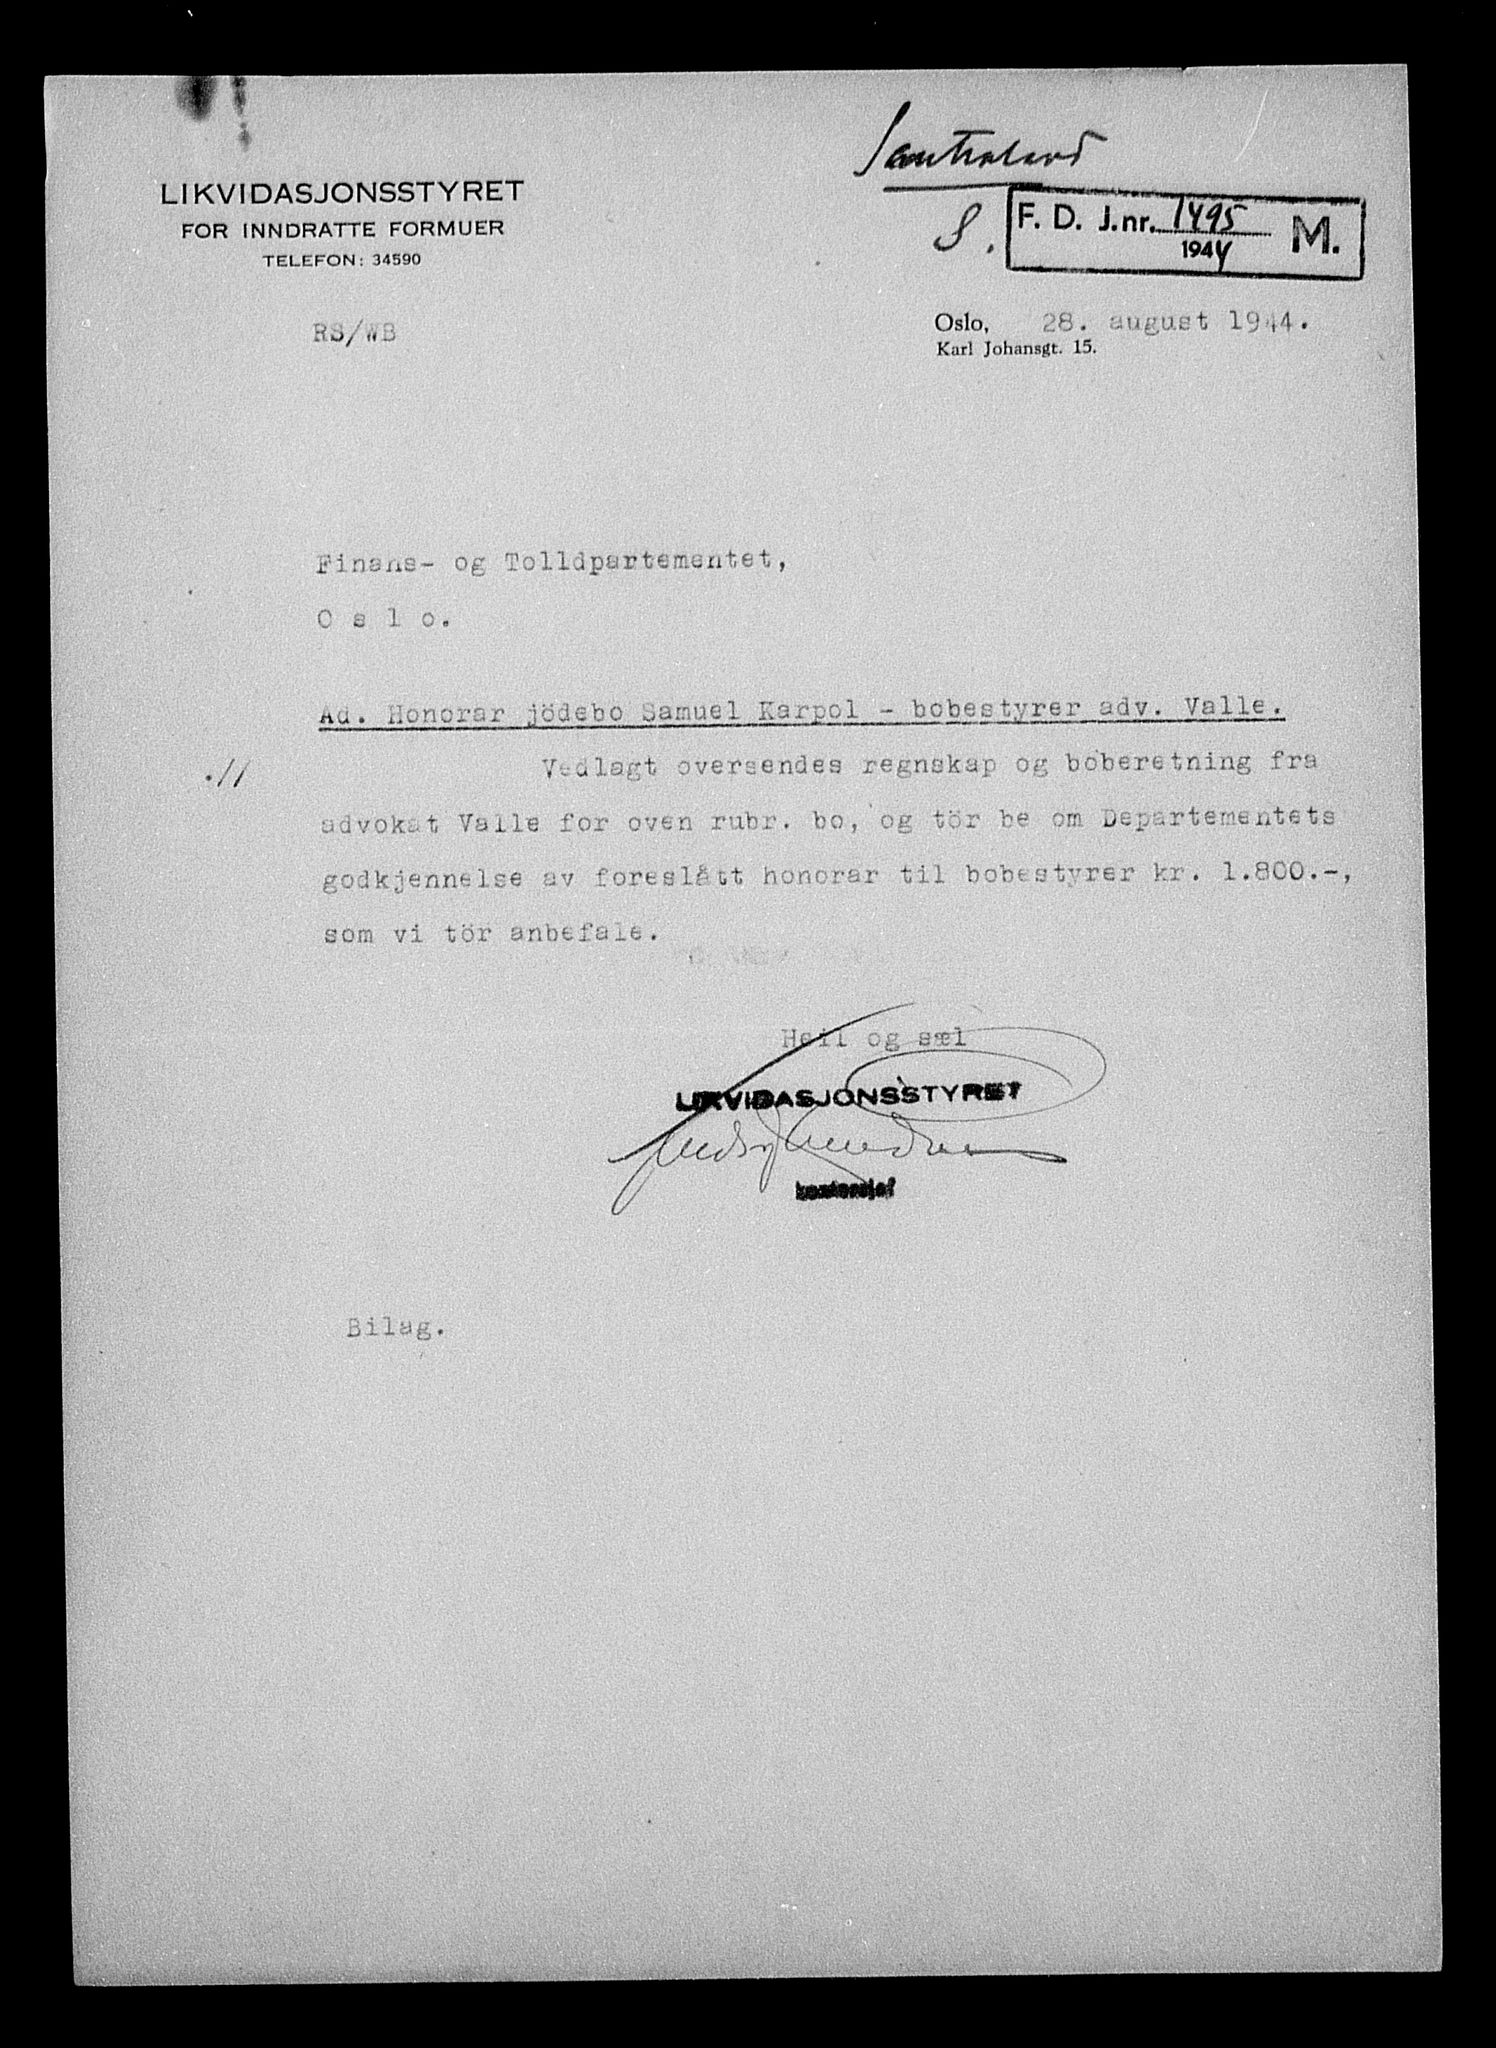 LIKVIDASJONSSTYRET
FOR INNDRATTE FORMUER
TELEFON: 34590
S.
F. D. J.nr. 1495 M.
1944
RS/WB
Oslo, 28. august 1944.
Karl Johansgt. 15.
Finans- og Tolldpartementet,
O s l o.
Ad. Honorar jödebo Samuel Karpol - bobestyrer adv. Valle.
./1
Vedlagt oversendes regnskap og boberetning fra
advokat Valle for oven rubr. bo, og tör be om Departementets
godkjennelse av foreslått honorar til bobestyrer kr. 1.800.-,
som vi tör anbefale.
Heil og sæl
LIKVIDASJONSSTYRET
kontorsjef
Bilag.